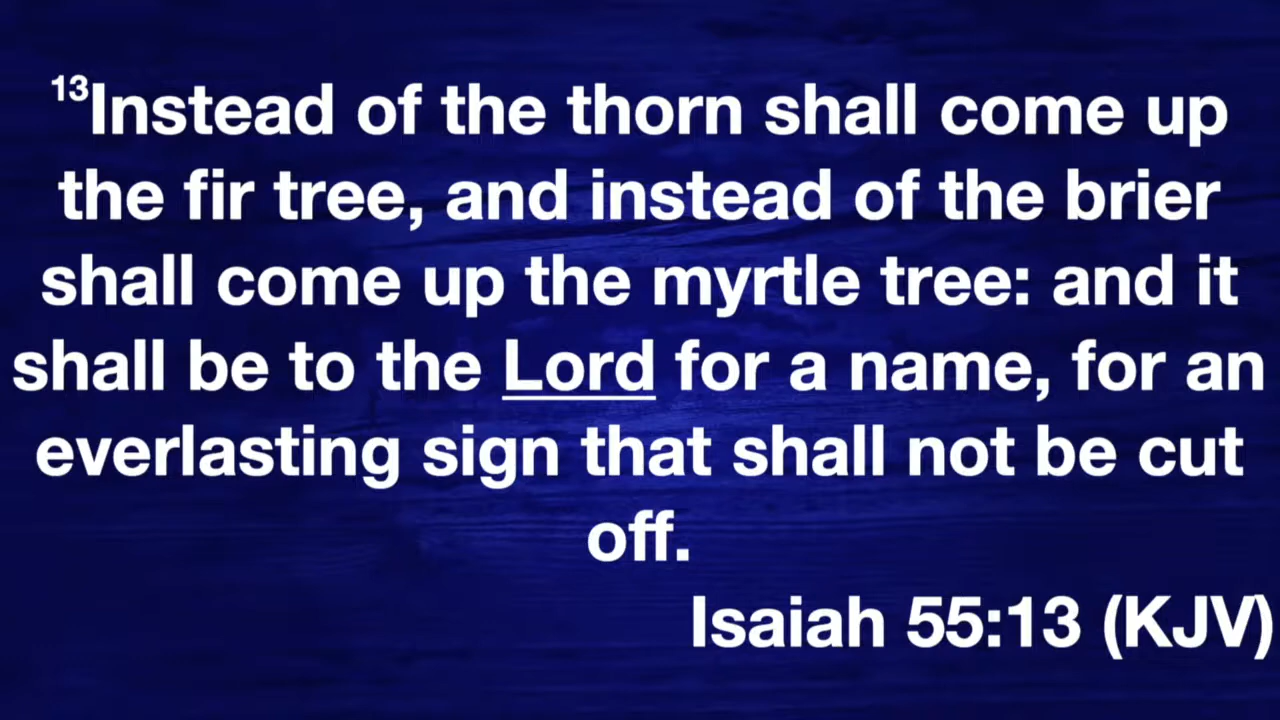 ¹³Instead of the thorn shall come up
the fir tree, and instead of the brier
shall come up the myrtle tree: and it
shall be to the Lord for a name, for an
everlasting sign that shall not be cut
off.
Isaiah 55:13 (KJV)